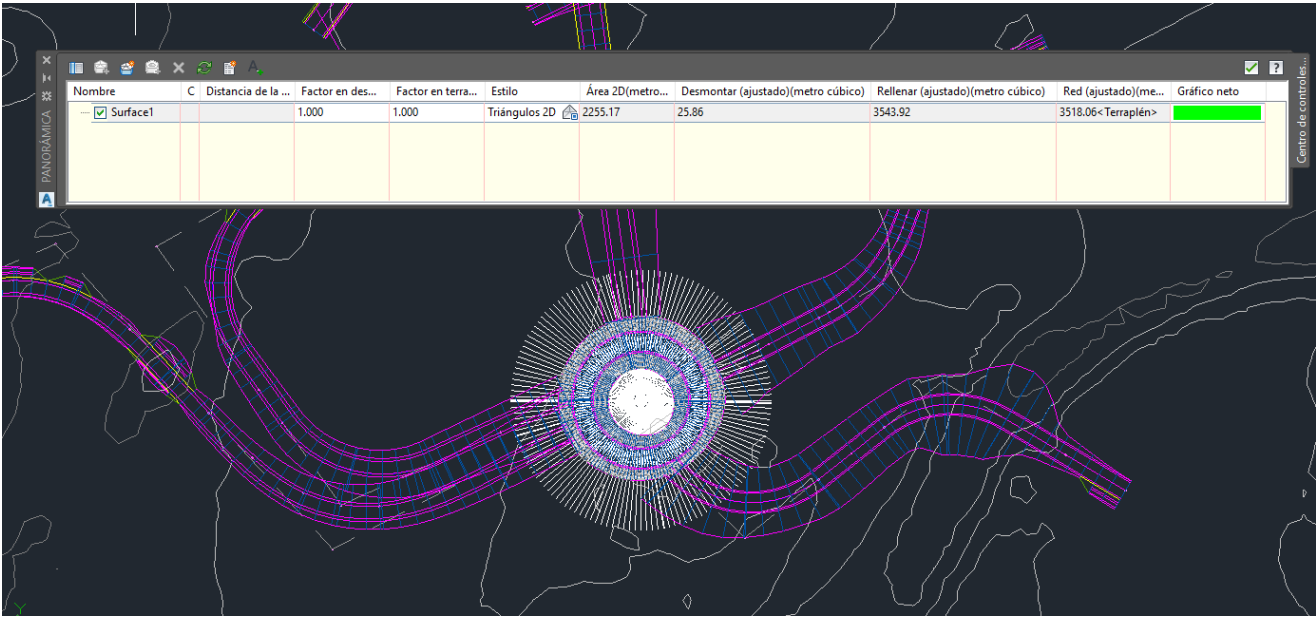 Nombre C Distancia de la ... Factor en des... Factor en terra... Estilo Área 2D(metro... Desmontar (ajustado)(metro cúbico) Rellenar (ajustado)(metro cúbico) Red (ajustado)(me... Gráfico neto
Surface1 1.000 1.000 Triángulos 2D 2255.17 25.86 3543.92 3518.06<Terraplén>
PANORÁMICA
Centro de controles...
Y